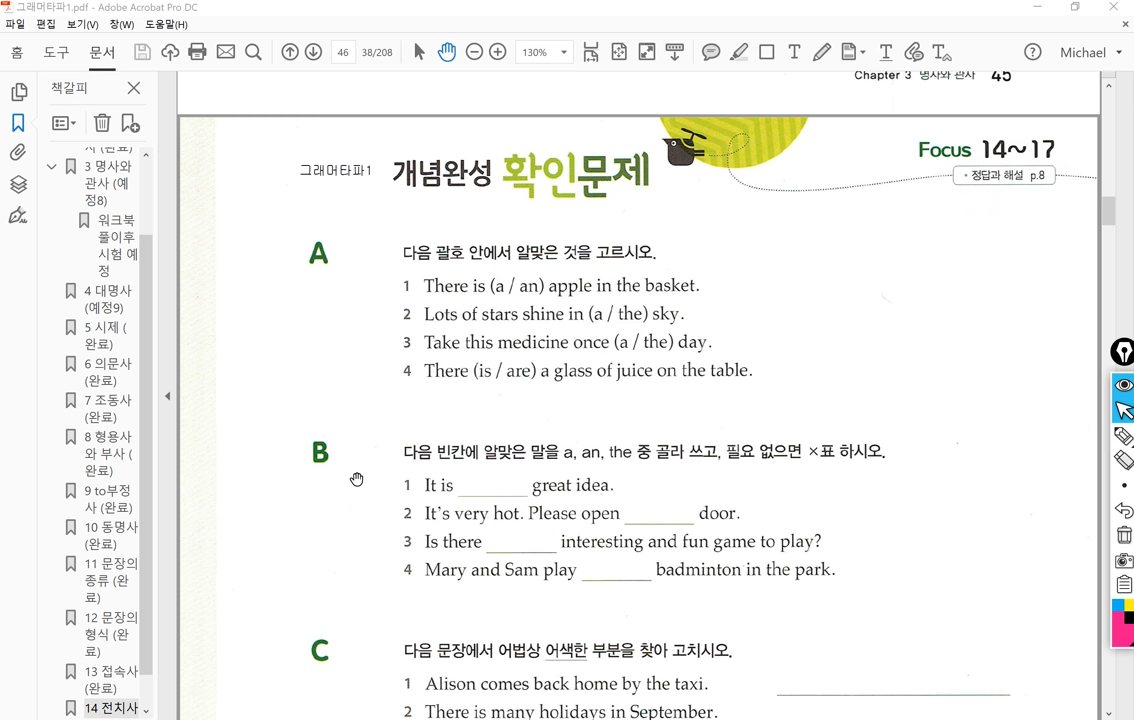 그래머타파1.pdf - Adobe Acrobat Pro DC
파일 편집 보기(V) 창(W) 도움말(H)
홈 도구 문서 46 38/208 130% Michael
책갈피
3 명사와
관사 (예
정8)
워크북
풀이후
시험 예
정
4 대명사
(예정9)
5 시제 (
완료)
6 의문사
(완료)
7 조동사
(완료)
8 형용사
와 부사 (
완료)
9 to부정
사 (완료)
10 동명사
(완료)
11 문장의
종류 (완
료)
12 문장의
형식 (완
료)
13 접속사
(완료)
14 전치사
Chapter 3 명사와 관사 45
그래머타파1 개념완성 확인문제
Focus 14~17
• 정답과 해설 p.8
A 다음 괄호 안에서 알맞은 것을 고르시오.
1 There is (a / an) apple in the basket.
2 Lots of stars shine in (a / the) sky.
3 Take this medicine once (a / the) day.
4 There (is / are) a glass of juice on the table.
B 다음 빈칸에 알맞은 말을 a, an, the 중 골라 쓰고, 필요 없으면 ×표 하시오.
1 It is ________ great idea.
2 It's very hot. Please open ________ door.
3 Is there ________ interesting and fun game to play?
4 Mary and Sam play ________ badminton in the park.
C 다음 문장에서 어법상 어색한 부분을 찾아 고치시오.
1 Alison comes back home by the taxi.
2 There is many holidays in September.